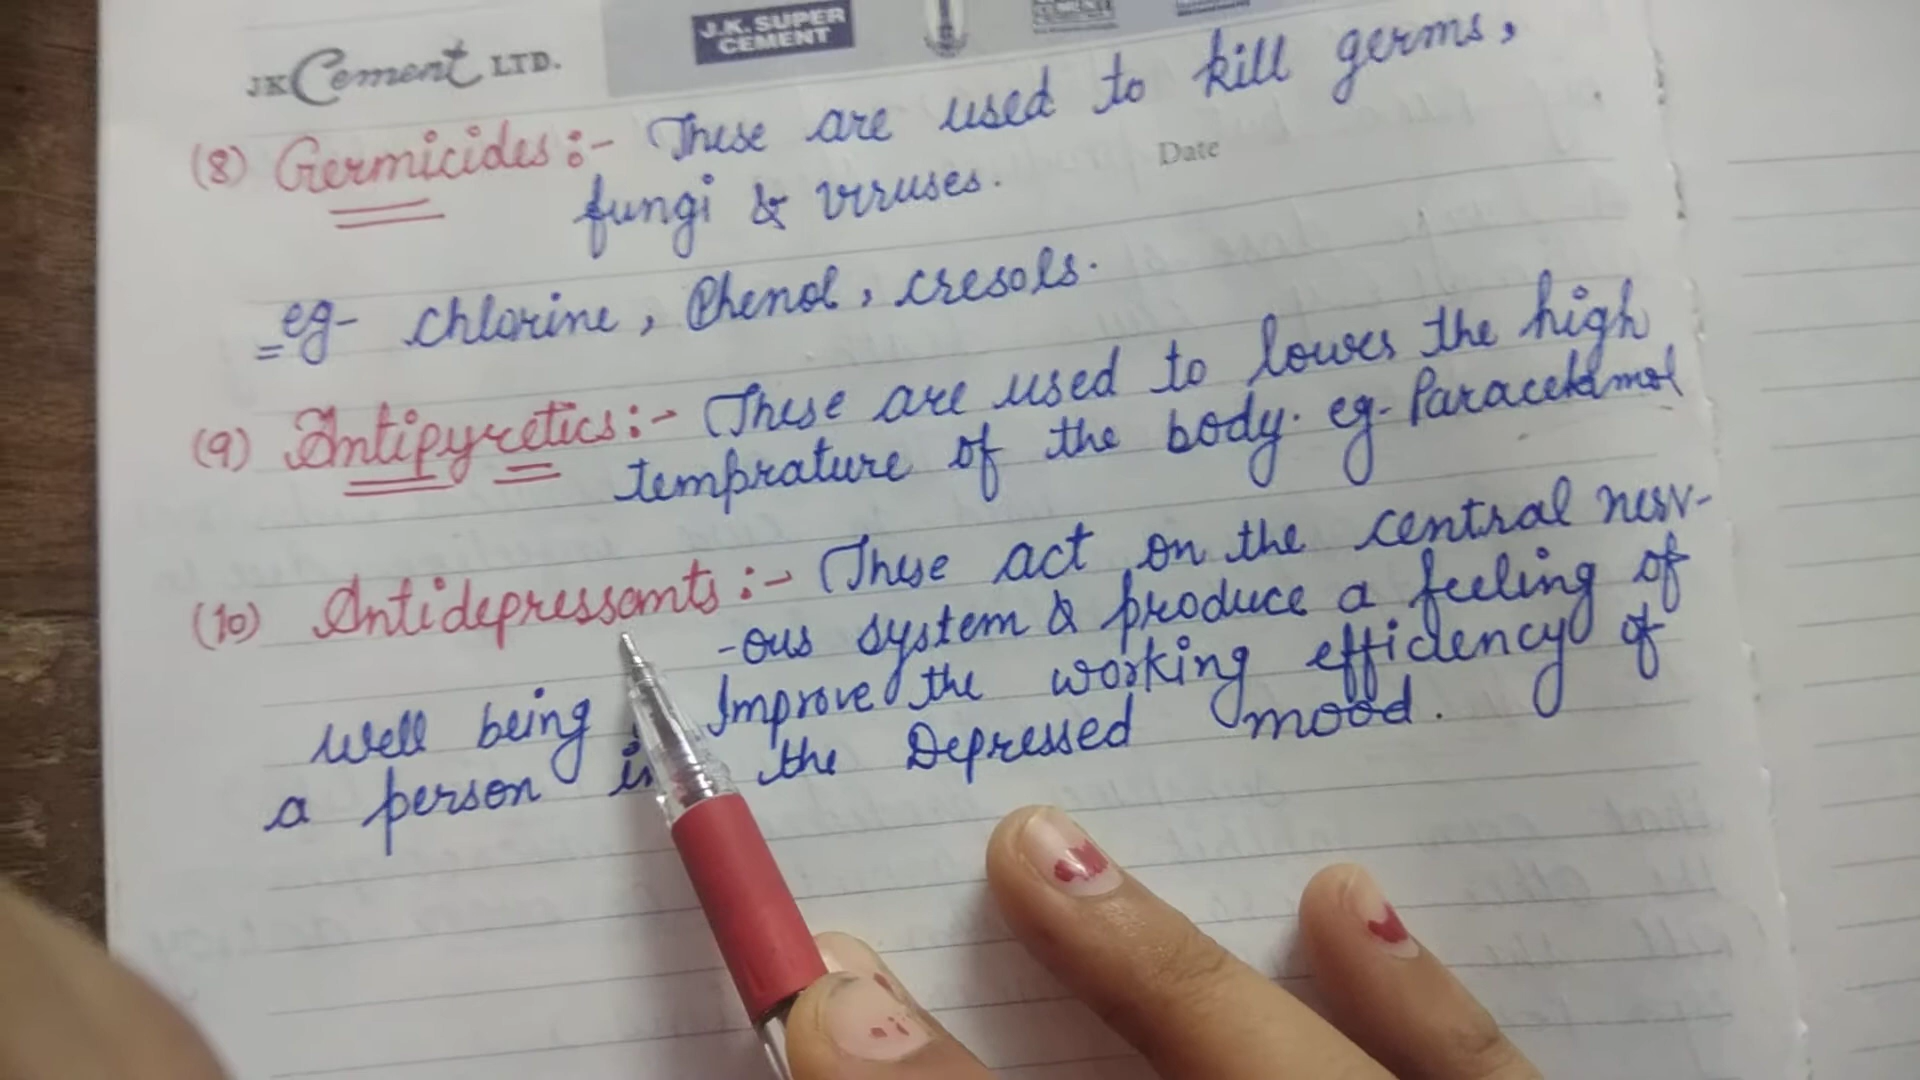 JK Cement LTD.
J.K. SUPER
CEMENT
CEMENT
(8) Germicides :- These are used to kill germs,
Date
fungi & viruses.
eg- chlorine, Phenol, cresols.
(9) Antipyretics :- These are used to lower the high
temprature of the body. eg- Paracetamol
(10) Antidepressants :- These act on the central nerv-
-ous system & produce a feeling of
well being Improve the working efficiency of
a person in the Depressed mood.